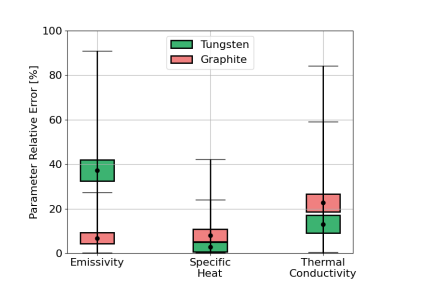 100
80
60
40
20
0
Parameter Relative Error [%]
Tungsten
Graphite
Emissivity
Specific
Heat
Thermal
Conductivity